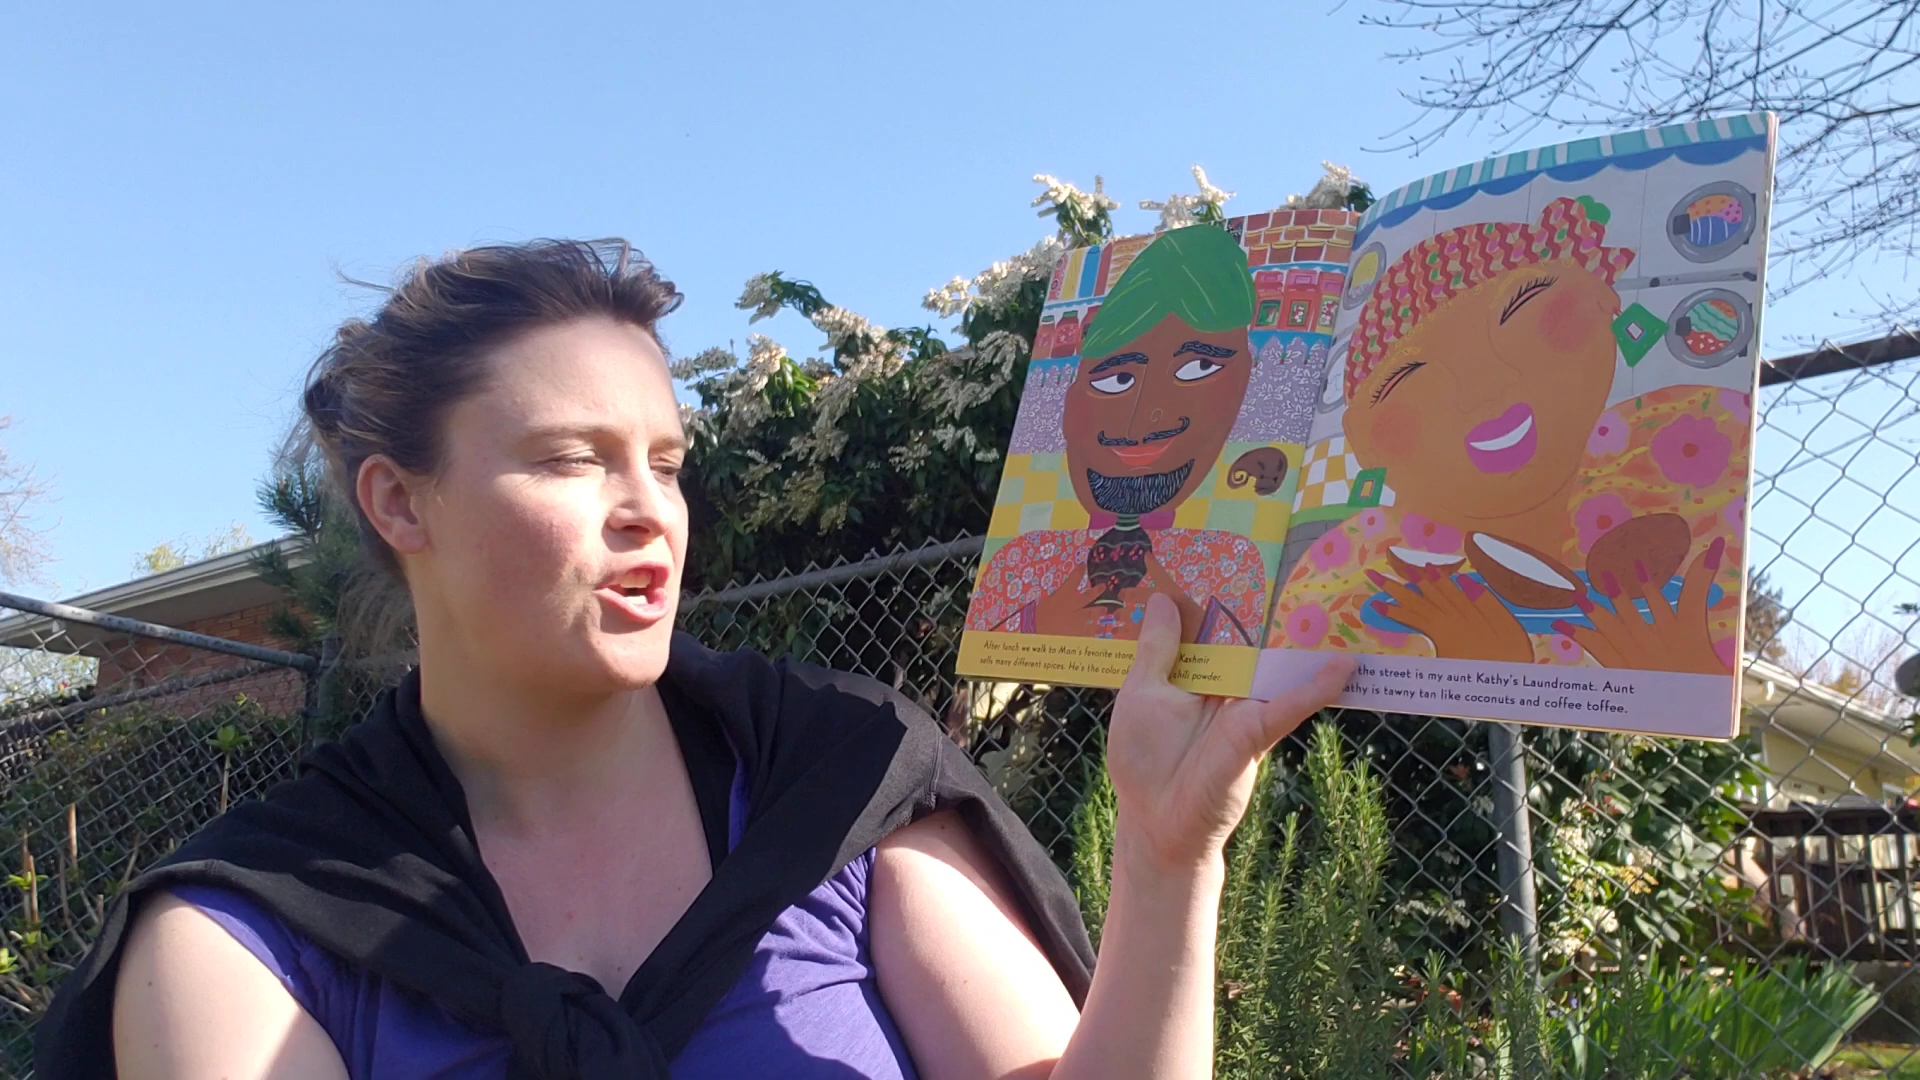 After lunch we walk to Mom's favorite store, Kashmir
sells many different spices. He's the color of chili powder.
the street is my aunt Kathy's Laundromat. Aunt
athy is tawny tan like coconuts and coffee toffee.